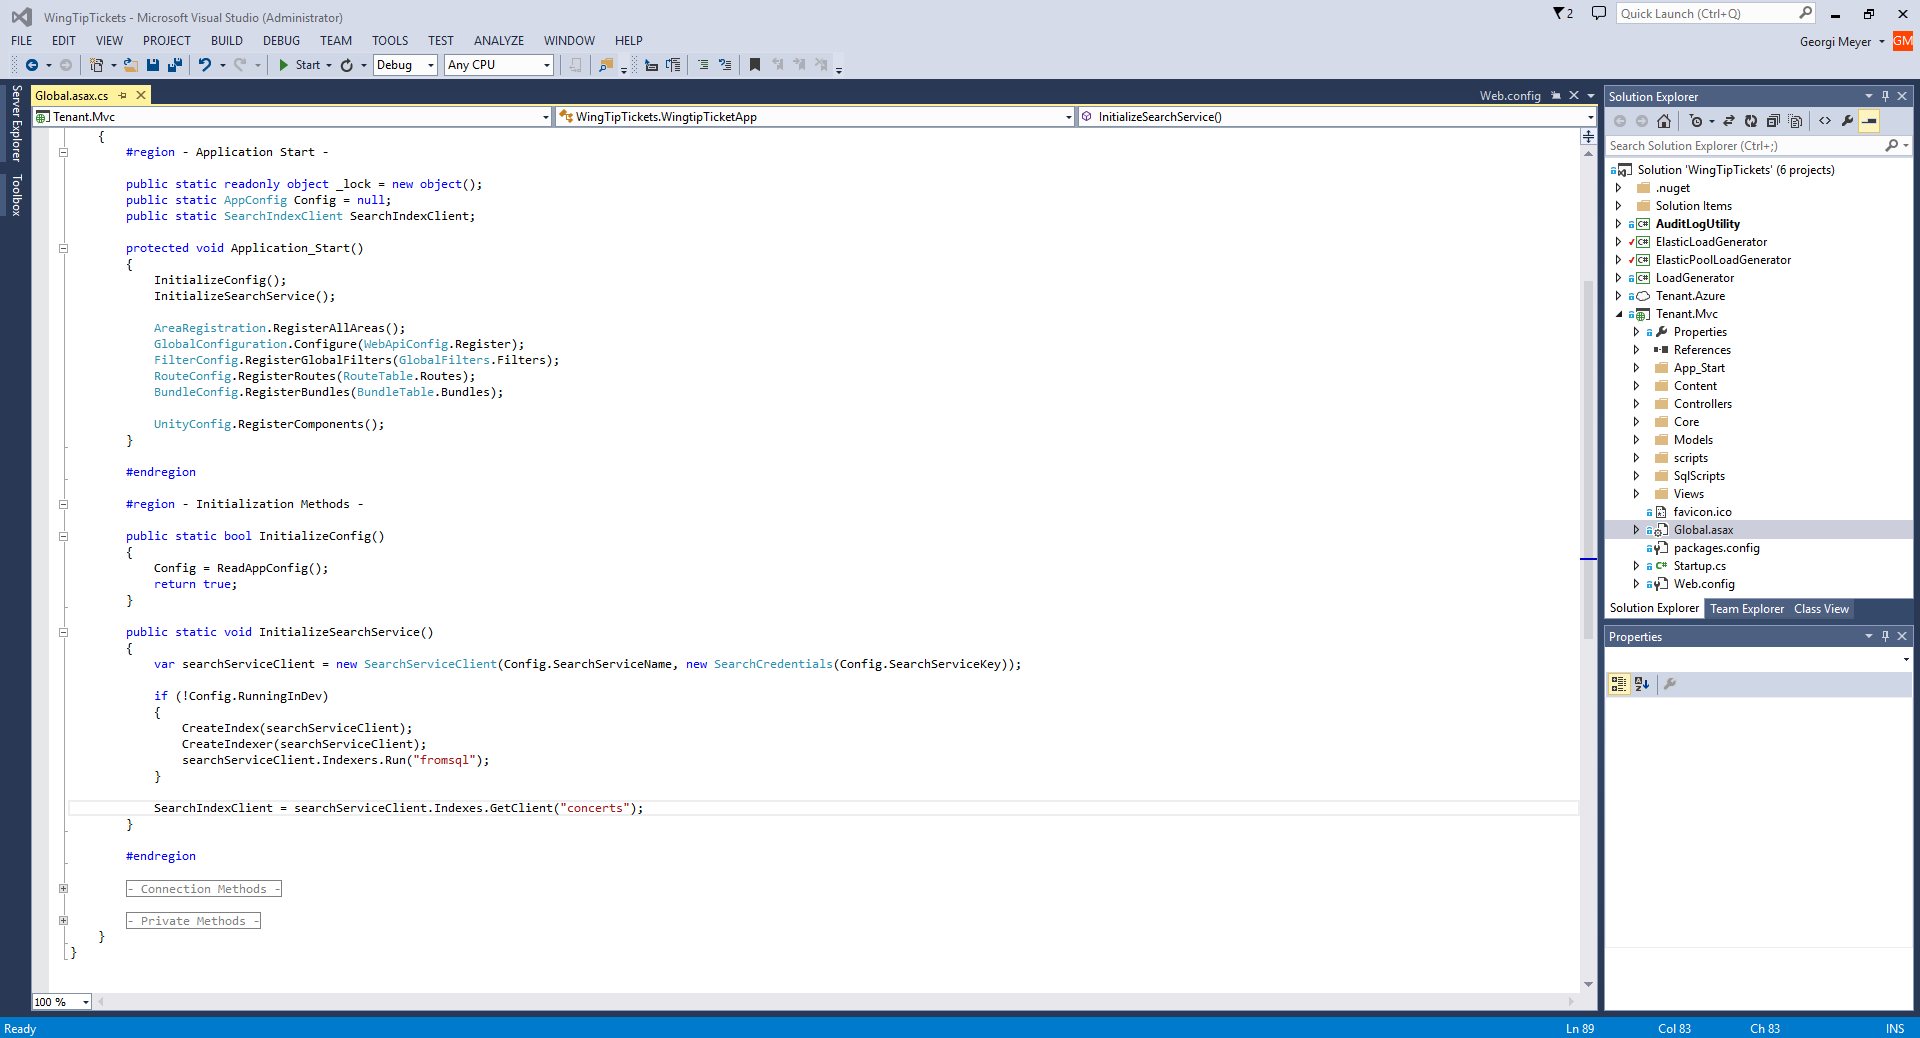 WingTipTickets - Microsoft Visual Studio (Administrator)
2
Quick Launch (Ctrl+Q)
FILE EDIT VIEW PROJECT BUILD DEBUG TEAM TOOLS TEST ANALYZE WINDOW HELP
Georgi Meyer GM
Start Debug Any CPU
Server Explorer
Toolbox
Global.asax.cs
Web.config
Tenant.Mvc
WingTipTickets.WingtipTicketApp
InitializeSearchService()
{
#region - Application Start -
public static readonly object _lock = new object();
public static AppConfig Config = null;
public static SearchIndexClient SearchIndexClient;
protected void Application_Start()
{
InitializeConfig();
InitializeSearchService();
AreaRegistration.RegisterAllAreas();
GlobalConfiguration.Configure(WebApiConfig.Register);
FilterConfig.RegisterGlobalFilters(GlobalFilters.Filters);
RouteConfig.RegisterRoutes(RouteTable.Routes);
BundleConfig.RegisterBundles(BundleTable.Bundles);
UnityConfig.RegisterComponents();
}
#endregion
#region - Initialization Methods -
public static bool InitializeConfig()
{
Config = ReadAppConfig();
return true;
}
public static void InitializeSearchService()
{
var searchServiceClient = new SearchServiceClient(Config.SearchServiceName, new SearchCredentials(Config.SearchServiceKey));
if (!Config.RunningInDev)
{
CreateIndex(searchServiceClient);
CreateIndexer(searchServiceClient);
searchServiceClient.Indexers.Run("fromsql");
}
SearchIndexClient = searchServiceClient.Indexes.GetClient("concerts");
}
#endregion
- Connection Methods -
- Private Methods -
}
}
100 %
Solution Explorer
Search Solution Explorer (Ctrl+;)
Solution 'WingTipTickets' (6 projects)
.nuget
Solution Items
AuditLogUtility
ElasticLoadGenerator
ElasticPoolLoadGenerator
LoadGenerator
Tenant.Azure
Tenant.Mvc
Properties
References
App_Start
Content
Controllers
Core
Models
scripts
SqlScripts
Views
favicon.ico
Global.asax
packages.config
Startup.cs
Web.config
Solution Explorer Team Explorer Class View
Properties
Ready
Ln 89 Col 83 Ch 83 INS